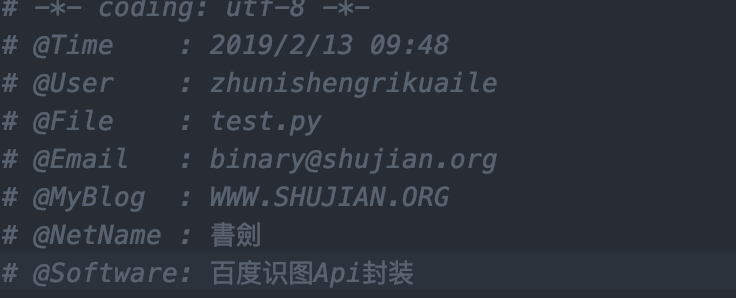 # -*- coding: utf-8 -*-
# @Time    : 2019/2/13 09:48
# @User    : zhunishengrikuaile
# @File    : test.py
# @Email   : binary@shujian.org
# @MyBlog  : WWW.SHUJIAN.ORG
# @NetName : 書劍
# @Software: 百度识图Api封装